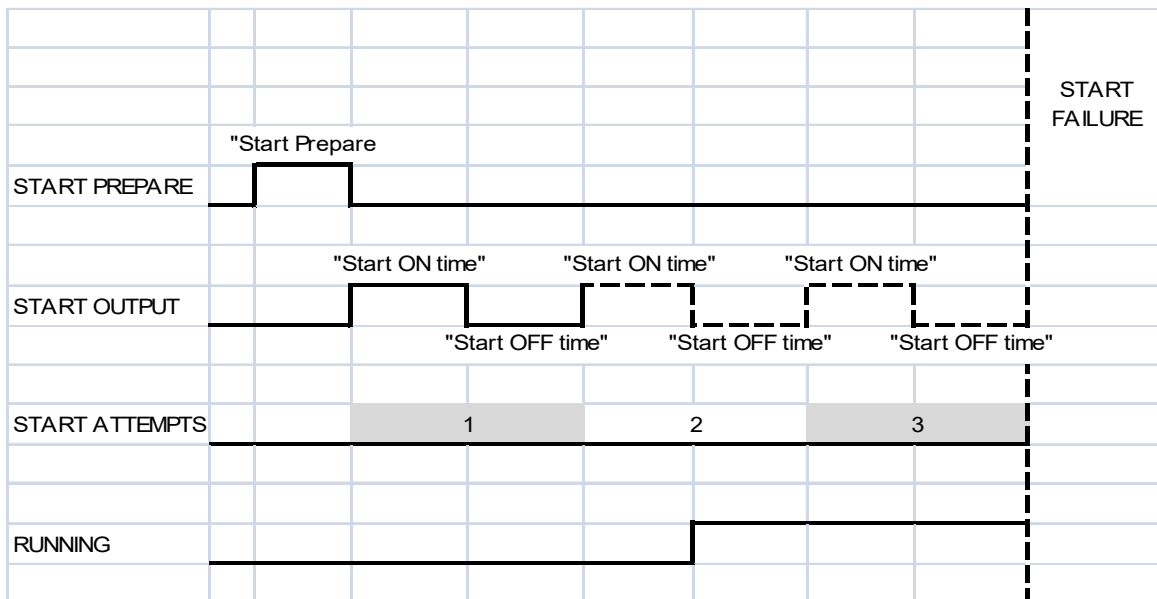 START
FAILURE
"Start Prepare
START PREPARE
"Start ON time" "Start ON time" "Start ON time"
START OUTPUT
"Start OFF time" "Start OFF time" "Start OFF time"
START ATTEMPTS 1 2 3
RUNNING